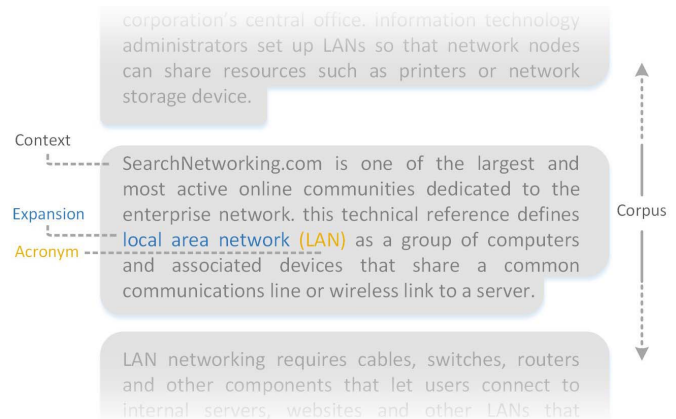 corporation's central office. Information technology
administrators set up LANs so that network nodes
can share resources such as printers or network
storage device.
Context
SearchNetworking.com is one of the largest and
most active online communities dedicated to the
enterprise network. this technical reference defines
Expansion
local area network (LAN) as a group of computers
Acronym
and associated devices that share a common
communications line or wireless link to a server.
Corpus
LAN networking requires cables, switches, routers
and other components that let users connect to
internal servers, websites and other LANs that